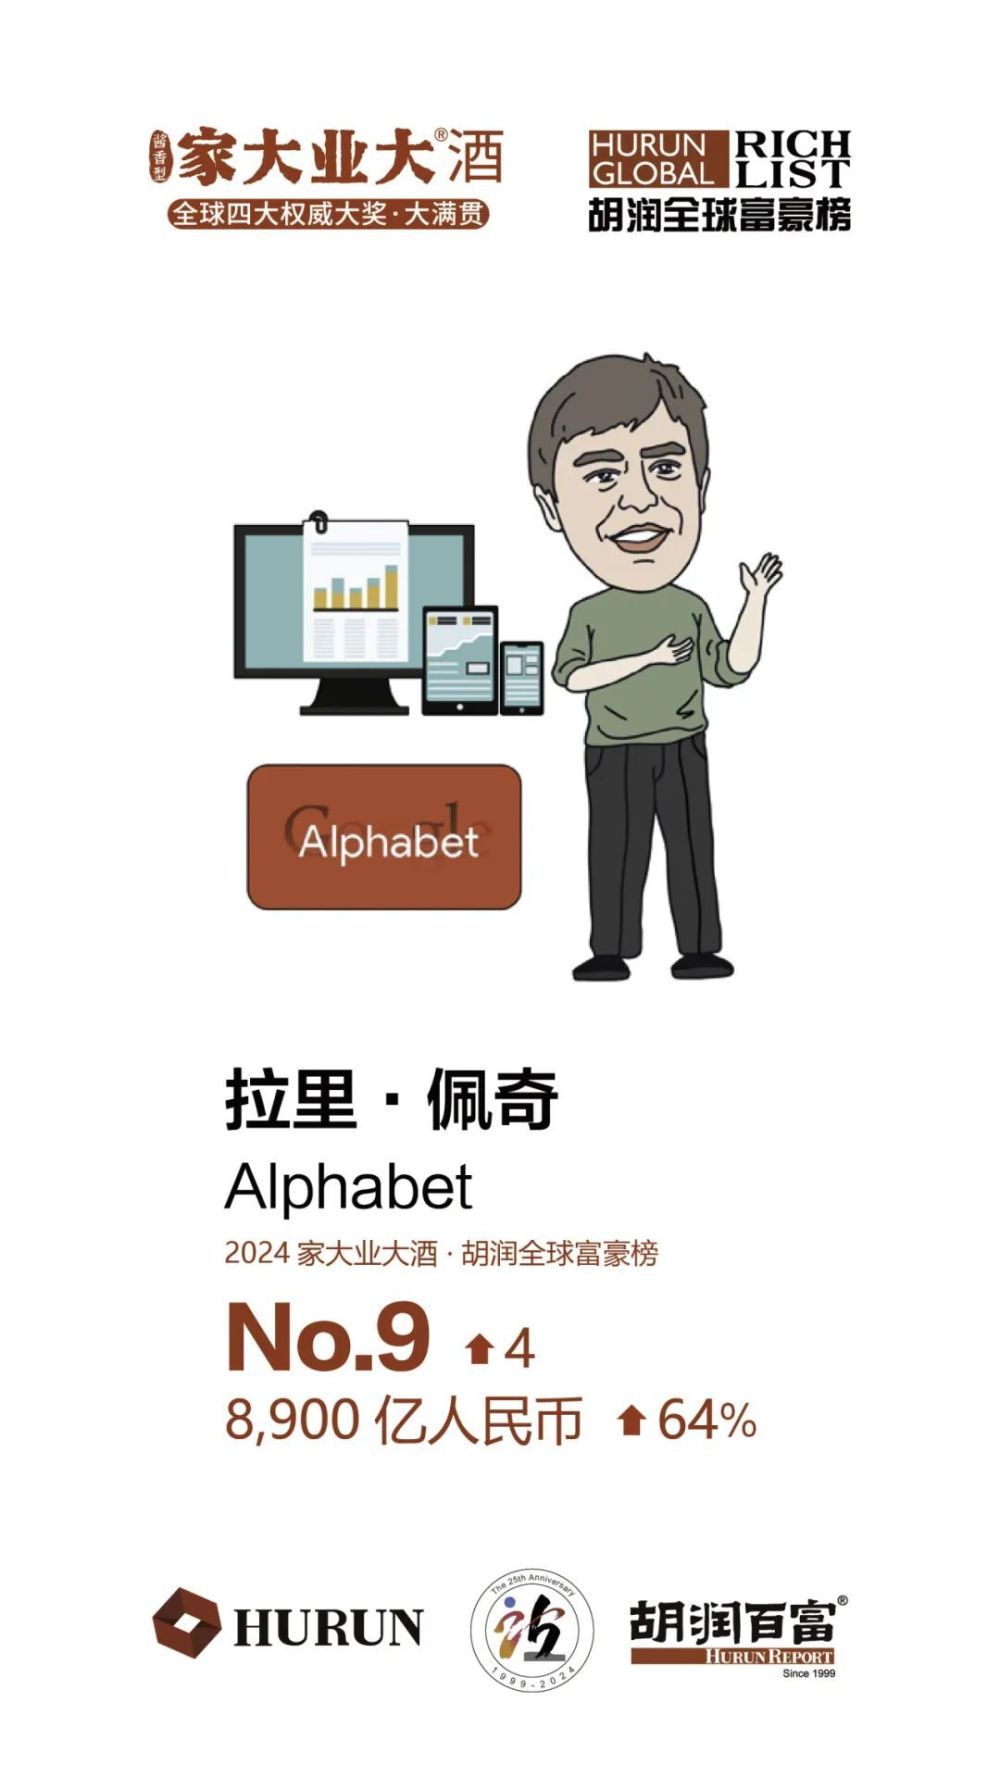 酱香型
家大业大®酒
全球四大权威大奖·大满贯
HURUN
GLOBAL
RICH
LIST
胡润全球富豪榜
Google
Alphabet
拉里·佩奇
Alphabet
2024 家大业大酒·胡润全球富豪榜
No.9 ↑4
8,900 亿人民币 ↑64%
HURUN
The 25th Anniversary
1999-2024
胡润百富®
HURUN REPORT
Since 1999